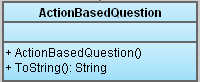 ActionBasedQuestion
+ ActionBasedQuestion()
+ ToString(): String